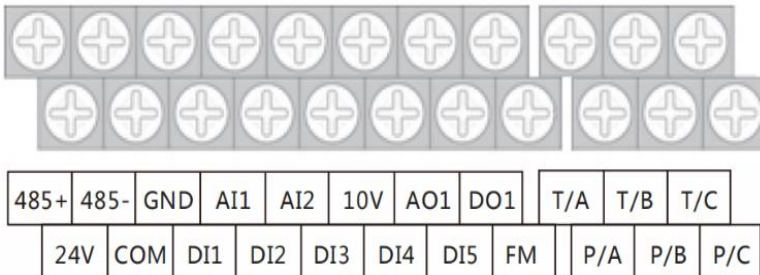 485+ 485- GND AI1 AI2 10V AO1 DO1 T/A T/B T/C
24V COM DI1 DI2 DI3 DI4 DI5 FM P/A P/B P/C